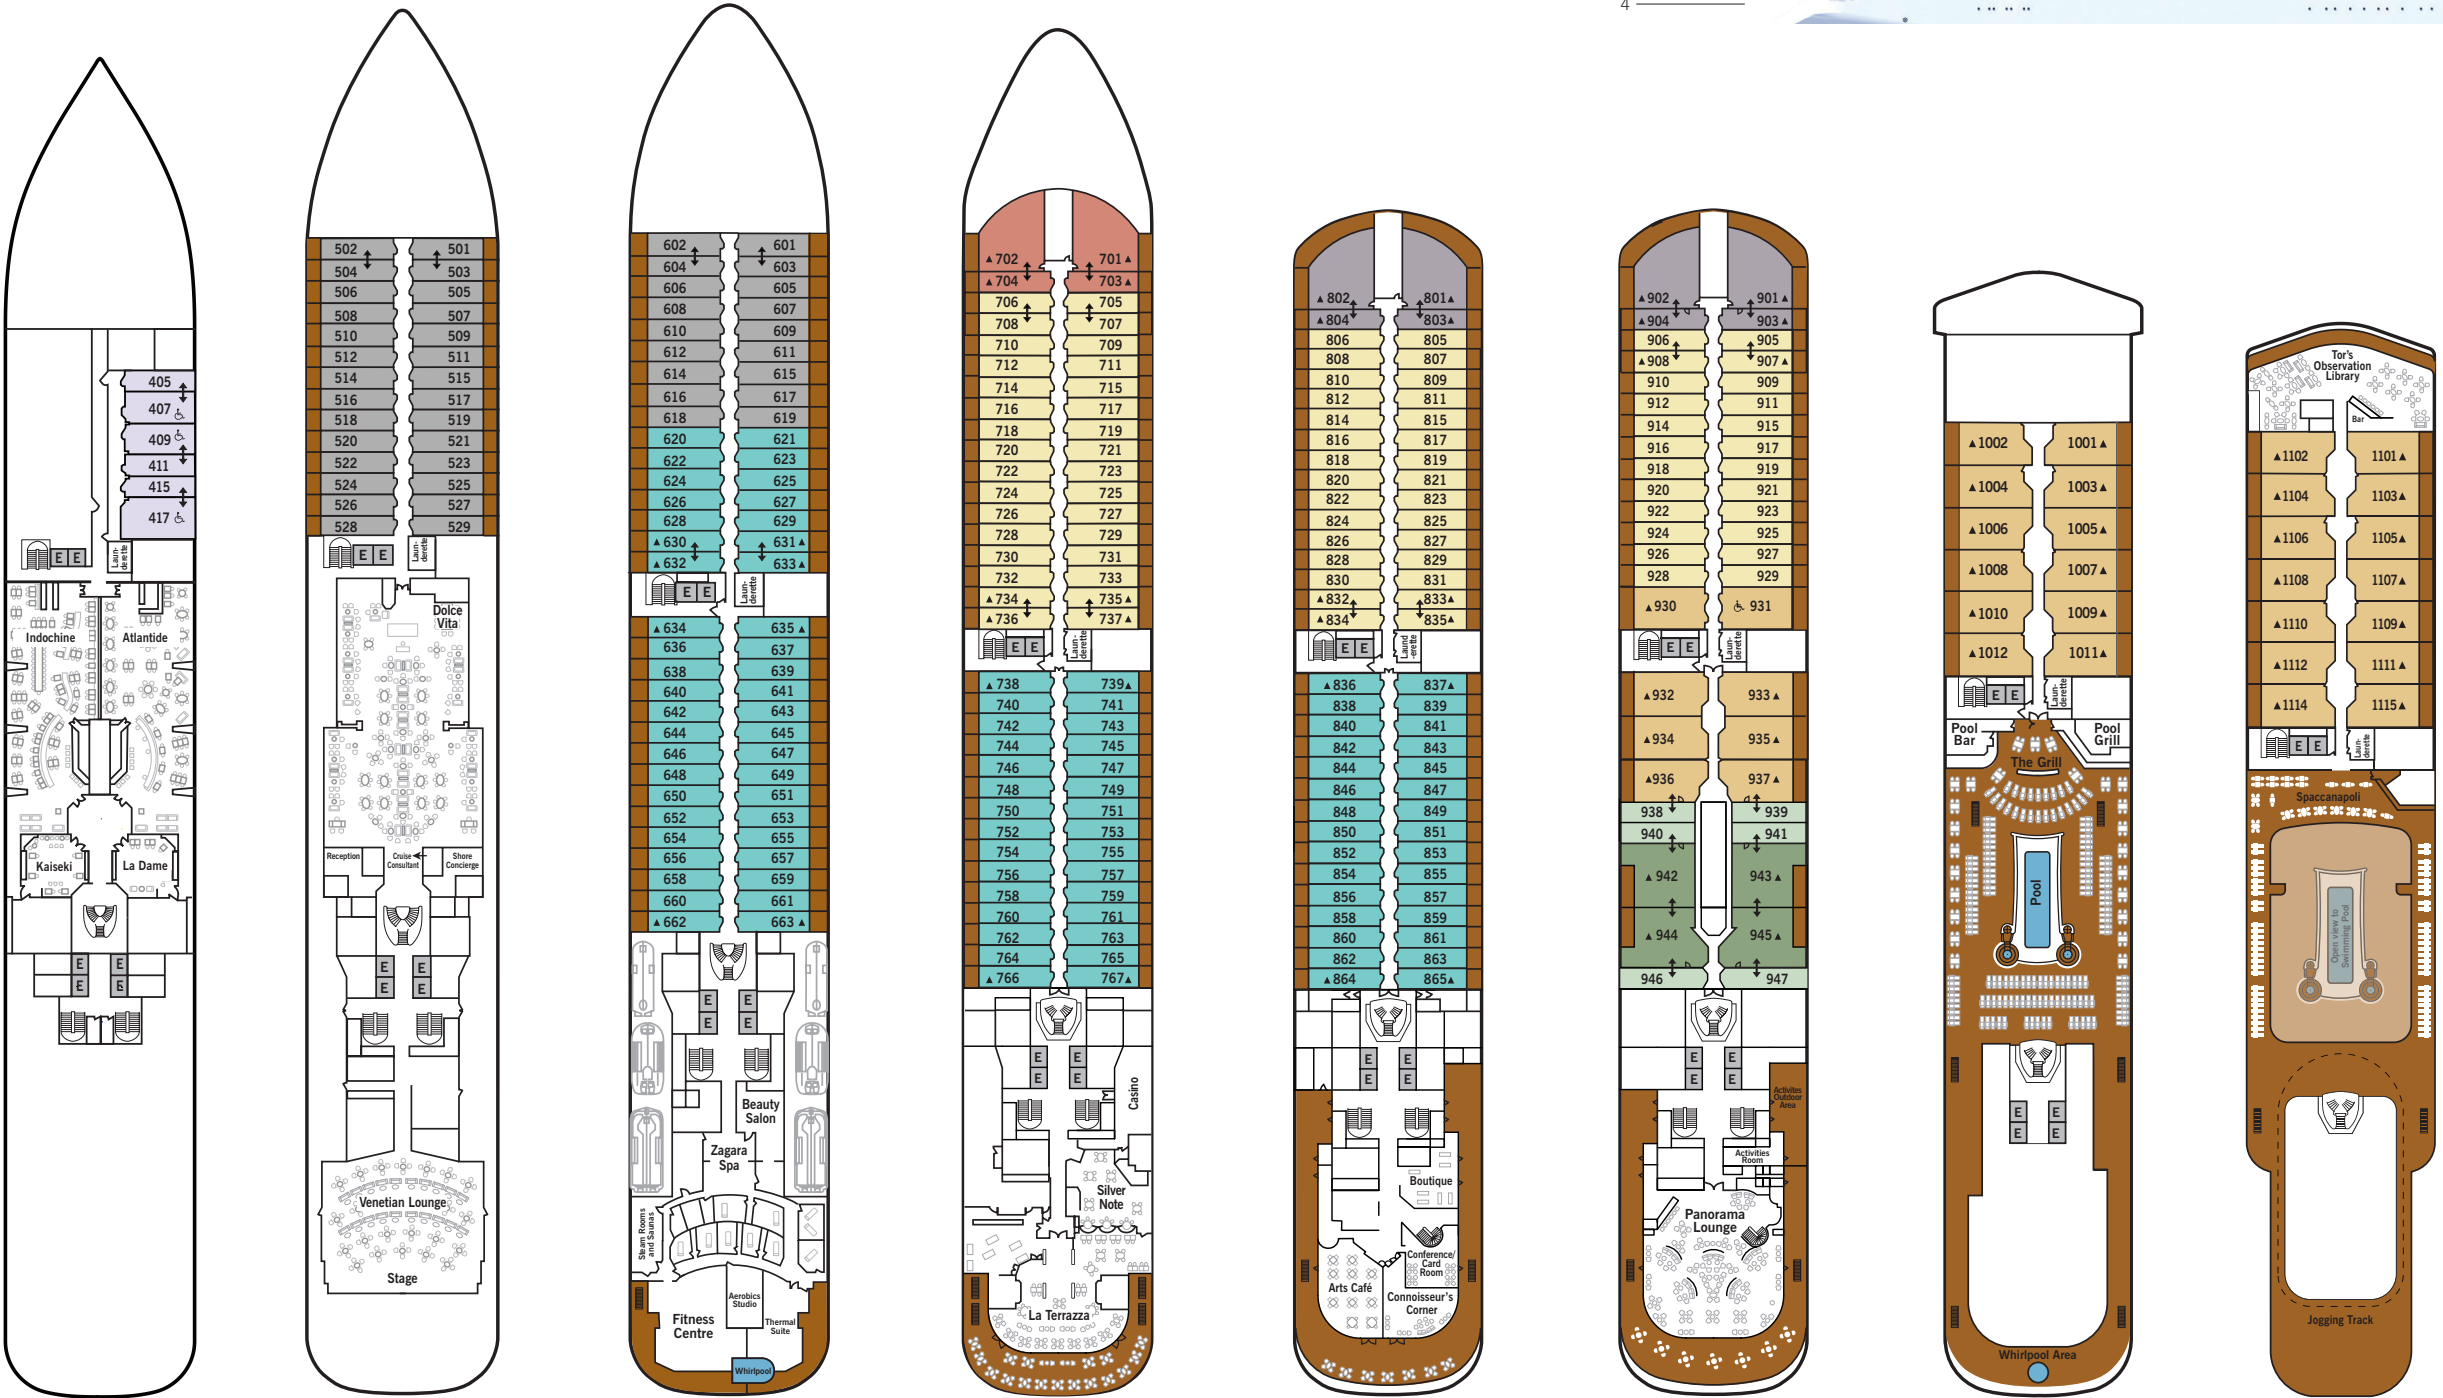 4
405
407
409
411
415
417
E E
Laun-
derette
Indochine
Atlantide
Kaiseki
La Dame
E E
E E
502 501
504 503
506 505
508 507
510 509
512 511
514 515
516 517
518 519
520 521
522 523
524 525
526 527
528 529
E E
Laun-
derette
Dolce
Vita
Reception
Cruise
Consultant
Shore
Concierge
E E
E E
Venetian Lounge
Stage
602 601
604 603
606 605
608 607
610 609
612 611
614 615
616 617
618 619
620 621
622 623
624 625
626 627
628 629
▲630 631▲
▲632 633▲
E E
Laun-
derette
▲634 635▲
636 637
638 639
640 641
642 643
644 645
646 647
648 649
650 651
652 653
654 655
656 657
658 659
660 661
▲662 663▲
E E
E E
Beauty
Salon
Zagara
Spa
Steam Rooms
and Saunas
Aerobics
Studio
Fitness
Centre
Thermal
Suite
Whirlpool
▲702 701▲
▲704 703▲
706 705
708 707
710 709
712 711
714 715
716 717
718 719
720 721
722 723
724 725
726 727
728 729
730 731
732 733
▲734 735▲
▲736 737▲
E E
Laun-
derette
▲738 739▲
740 741
742 743
744 745
746 747
748 749
750 751
752 753
754 755
756 757
758 759
760 761
762 763
764 765
▲766 767▲
E E
E E
Casino
Silver
Note
La Terrazza
▲802 801▲
▲804 803▲
806 805
808 807
810 809
812 811
814 815
816 817
818 819
820 821
822 823
824 825
826 827
828 829
830 831
▲832 833▲
▲834 835▲
E E
Laund
-erette
▲836 837▲
838 839
840 841
842 843
844 845
846 847
848 849
850 851
852 853
854 855
856 857
858 859
860 861
862 863
▲864 865▲
E E
E E
Boutique
Conference/
Card
Room
Arts Café
Connoisseur's
Corner
▲902 901▲
▲904 903▲
906 905
▲908 907▲
910 909
912 911
914 915
916 917
918 919
920 921
922 923
924 925
926 927
928 929
▲930 931
E E
Laun-
derette
▲932 933▲
▲934 935▲
▲936 937▲
938 939
940 941
▲942 943▲
▲944 945▲
946 947
E E
E E
Activites
Outdoor
Area
Activities
Room
Panorama
Lounge
▲1002 1001▲
▲1004 1003▲
▲1006 1005▲
▲1008 1007▲
▲1010 1009▲
▲1012 1011▲
E E
Laun-
derette
Pool
Bar
Pool
Grill
The Grill
Pool
E E
E E
Whirlpool Area
Tor's
Observation
Library
Bar
▲1102 1101▲
▲1104 1103▲
▲1106 1105▲
▲1108 1107▲
▲1110 1109▲
▲1112 1111▲
▲1114 1115▲
E E
Laun-
derette
Spaccanapoli
Open view to
Swimming Pool
Jogging Track